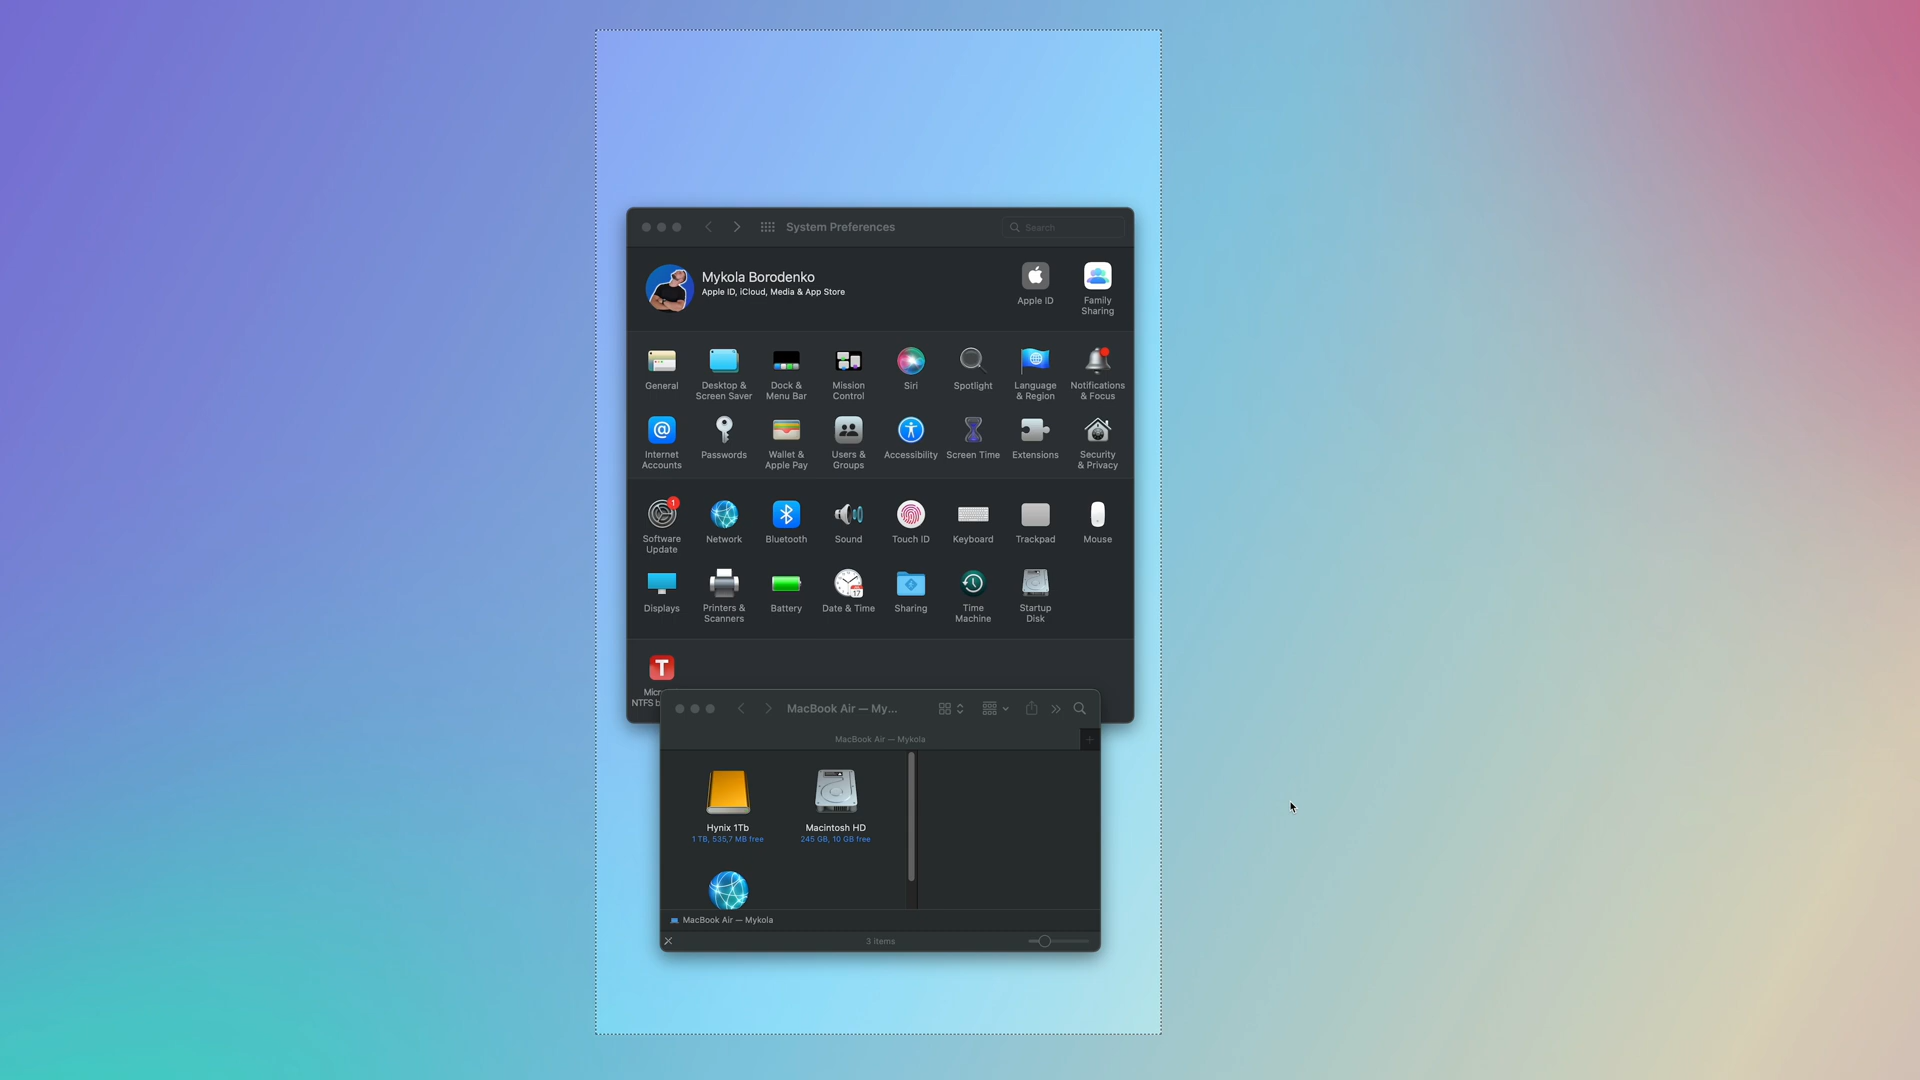 System Preferences
Search
Mykola Borodenko
Apple ID, iCloud, Media & App Store
Apple ID
Family
Sharing
General
Desktop &
Screen Saver
Dock &
Menu Bar
Mission
Control
Siri
Spotlight
Language
& Region
Notifications
& Focus
Internet
Accounts
Passwords
Wallet &
Apple Pay
Users &
Groups
Accessibility
Screen Time
Extensions
Security
& Privacy
1
Software
Update
Network
Bluetooth
Sound
Touch ID
Keyboard
Trackpad
Mouse
Displays
Printers &
Scanners
Battery
17
Date & Time
Sharing
Time
Machine
Startup
Disk
T
NTFS
MacBook Air — My...
MacBook Air — Mykola
Hynix 1Tb
1 TB, 535,7 MB free
Macintosh HD
245 GB, 10 GB free
MacBook Air — Mykola
3 items